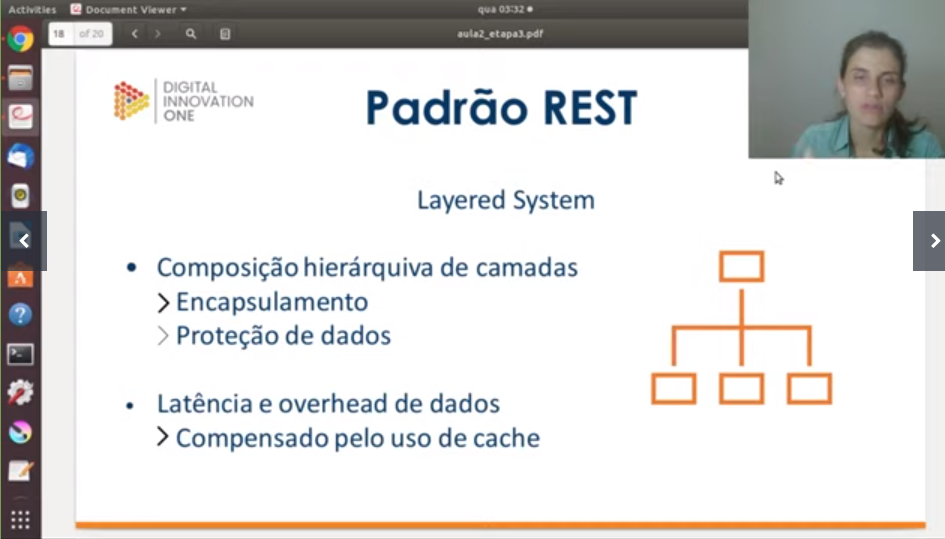 Activities
Document Viewer
qua 03:32
18 of 20
aula2_etapa3.pdf
DIGITAL
INNOVATION
ONE
Padrão REST
Layered System
• Composição hierárquiva de camadas
Encapsulamento
Proteção de dados
• Latência e overhead de dados
Compensado pelo uso de cache